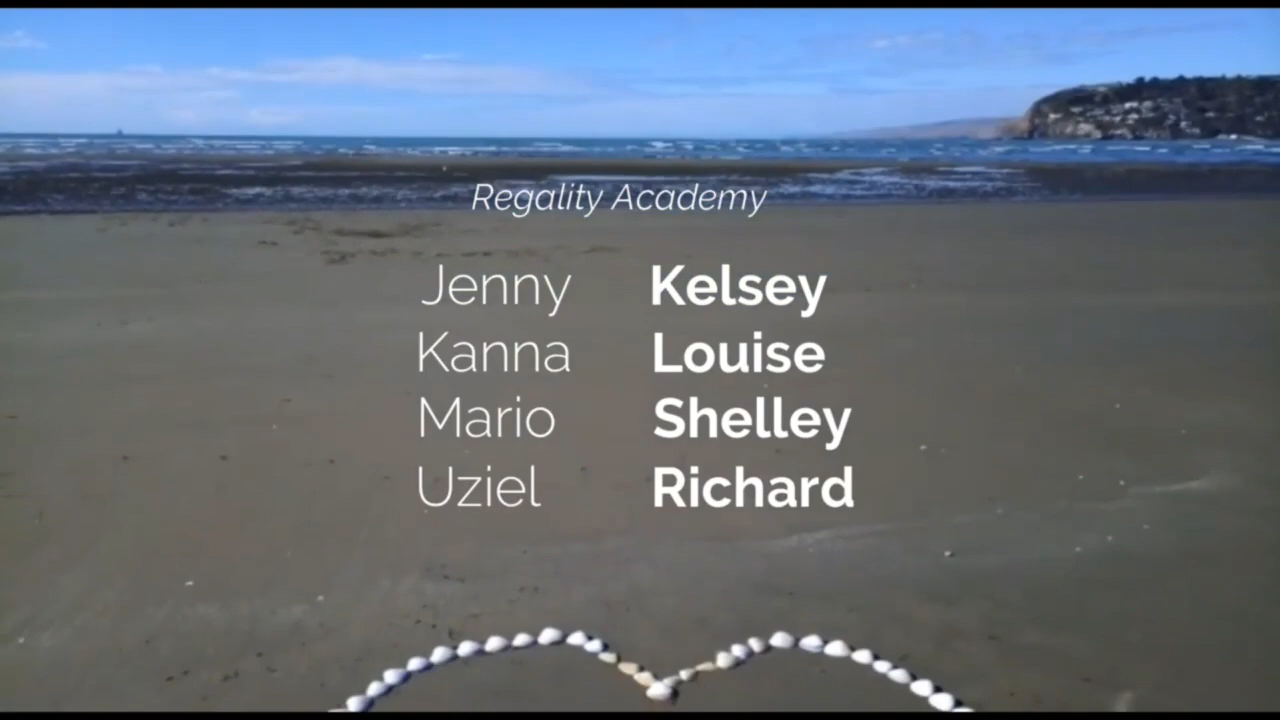 Regality Academy
Jenny Kelsey
Kanna Louise
Mario Shelley
Uziel Richard